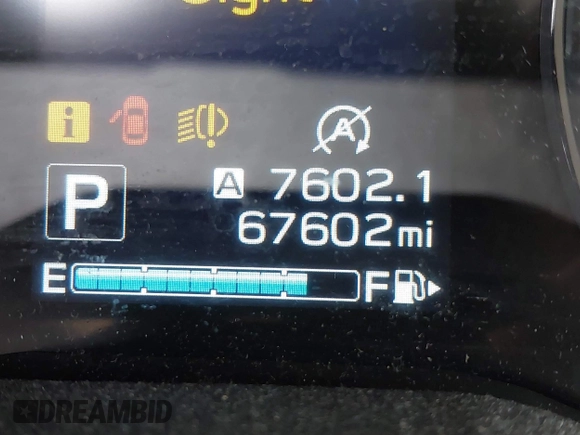 A 7602.1
P
67602mi
E F
DREAMBID